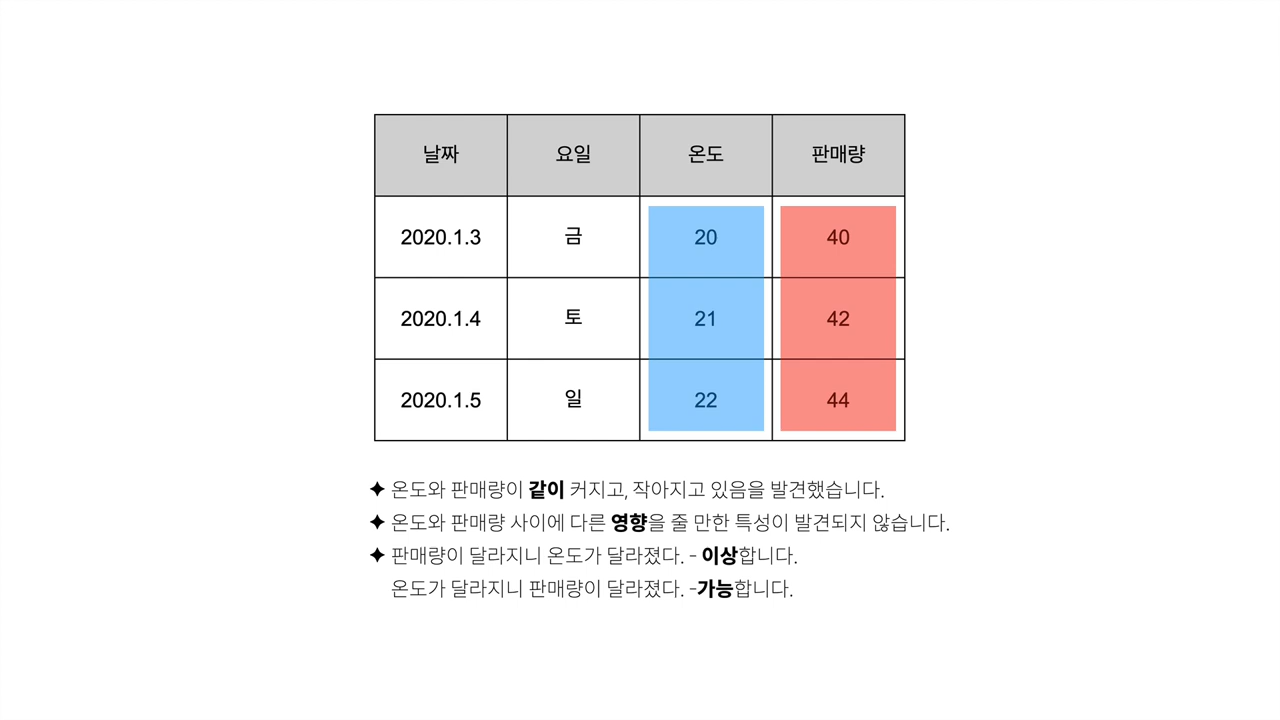 날짜 요일 온도 판매량
2020.1.3 금 20 40
2020.1.4 토 21 42
2020.1.5 일 22 44
✦ 온도와 판매량이 같이 커지고, 작아지고 있음을 발견했습니다.
✦ 온도와 판매량 사이에 다른 영향을 줄 만한 특성이 발견되지 않습니다.
✦ 판매량이 달라지니 온도가 달라졌다. - 이상합니다.
온도가 달라지니 판매량이 달라졌다. -가능합니다.